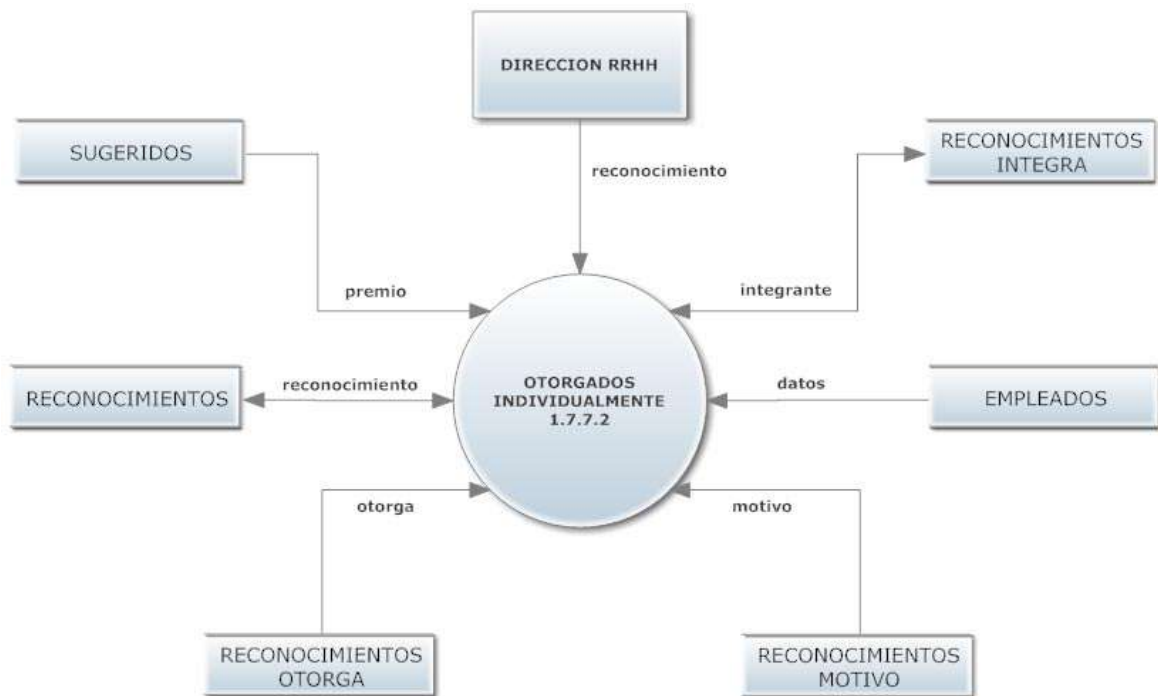 DIRECCION RRHH
SUGERIDOS
RECONOCIMIENTOS
INTEGRA
reconocimiento
premio
integrante
RECONOCIMIENTOS
reconocimiento
OTORGADOS
INDIVIDUALMENTE
1.7.7.2
datos
EMPLEADOS
otorga
motivo
RECONOCIMIENTOS
OTORGA
RECONOCIMIENTOS
MOTIVO